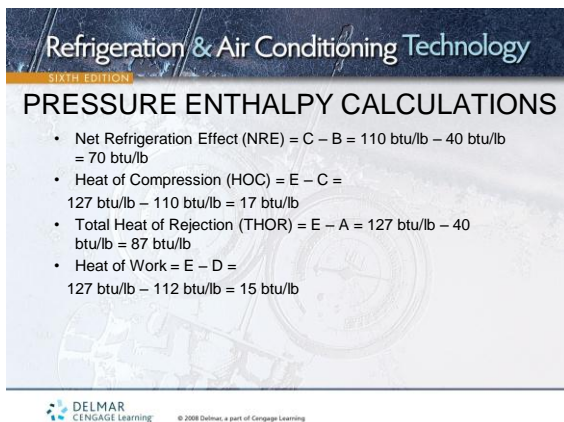 Refrigeration & Air Conditioning Technology
SIXTH EDITION
PRESSURE ENTHALPY CALCULATIONS
• Net Refrigeration Effect (NRE) = C – B = 110 btu/lb – 40 btu/lb
= 70 btu/lb
• Heat of Compression (HOC) = E – C =
127 btu/lb – 110 btu/lb = 17 btu/lb
• Total Heat of Rejection (THOR) = E – A = 127 btu/lb – 40
btu/lb = 87 btu/lb
• Heat of Work = E – D =
127 btu/lb – 112 btu/lb = 15 btu/lb
DELMAR
CENGAGE Learning
© 2008 Delmar, a part of Cengage Learning